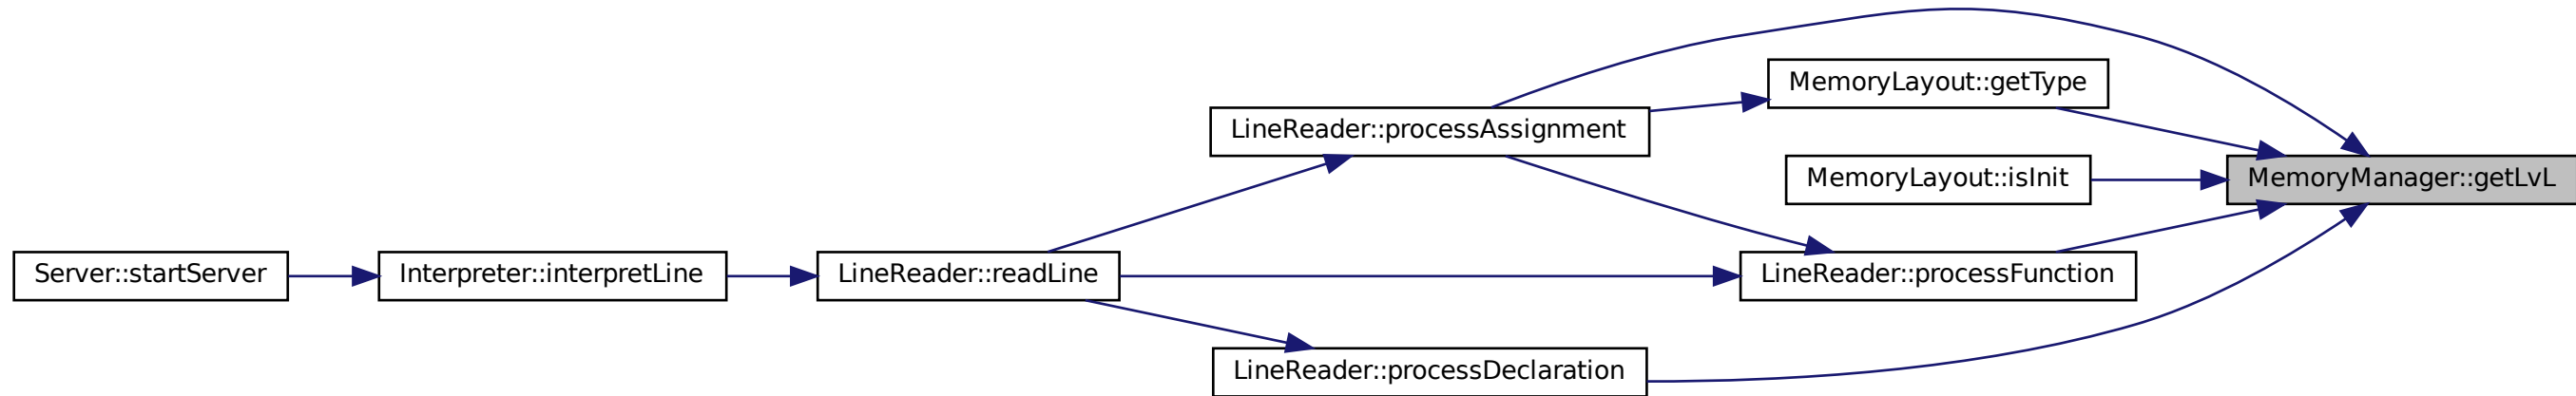 MemoryLayout::getType
LineReader::processAssignment
MemoryLayout::isInit
MemoryManager::getLvL
Server::startServer
Interpreter::interpretLine
LineReader::readLine
LineReader::processFunction
LineReader::processDeclaration